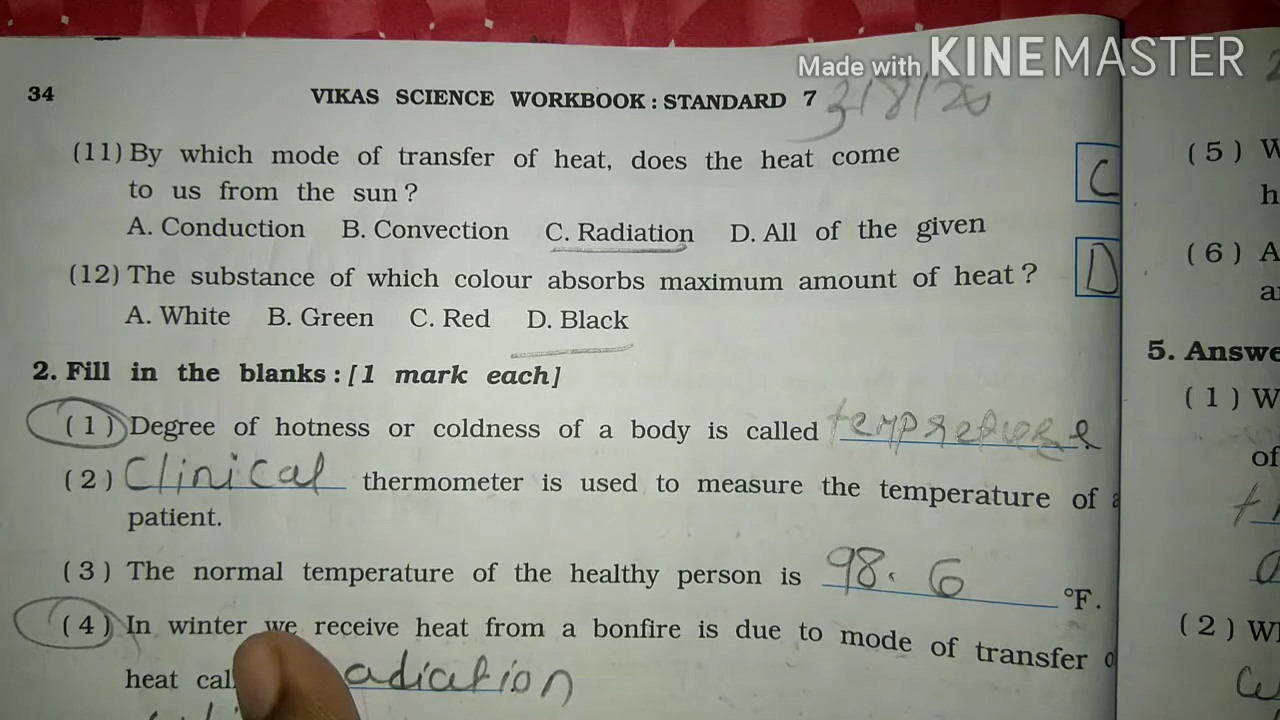 Made with KINEMASTER
34
VIKAS SCIENCE WORKBOOK : STANDARD 7
3/8/20
(11) By which mode of transfer of heat, does the heat come
to us from the sun ?
C
A. Conduction B. Convection C. Radiation D. All of the given
(12) The substance of which colour absorbs maximum amount of heat ?
D
A. White B. Green C. Red D. Black
2. Fill in the blanks : [1 mark each]
(1) Degree of hotness or coldness of a body is called
(2) Clinical thermometer is used to measure the temperature of
patient.
(3) The normal temperature of the healthy person is 98.6 °F.
(4) In winter we receive heat from a bonfire is due to mode of transfer
heat adiation
(5)
(6) A
5. Answe
(1) W
of
(2)